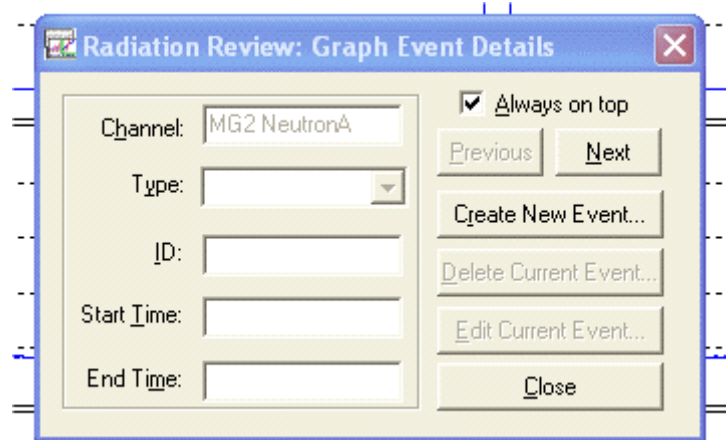 Radiation Review: Graph Event Details
Channel: MG2 NeutronA
Type:
ID:
Start Time:
End Time:
Always on top
Previous Next
Create New Event...
Delete Current Event...
Edit Current Event...
Close